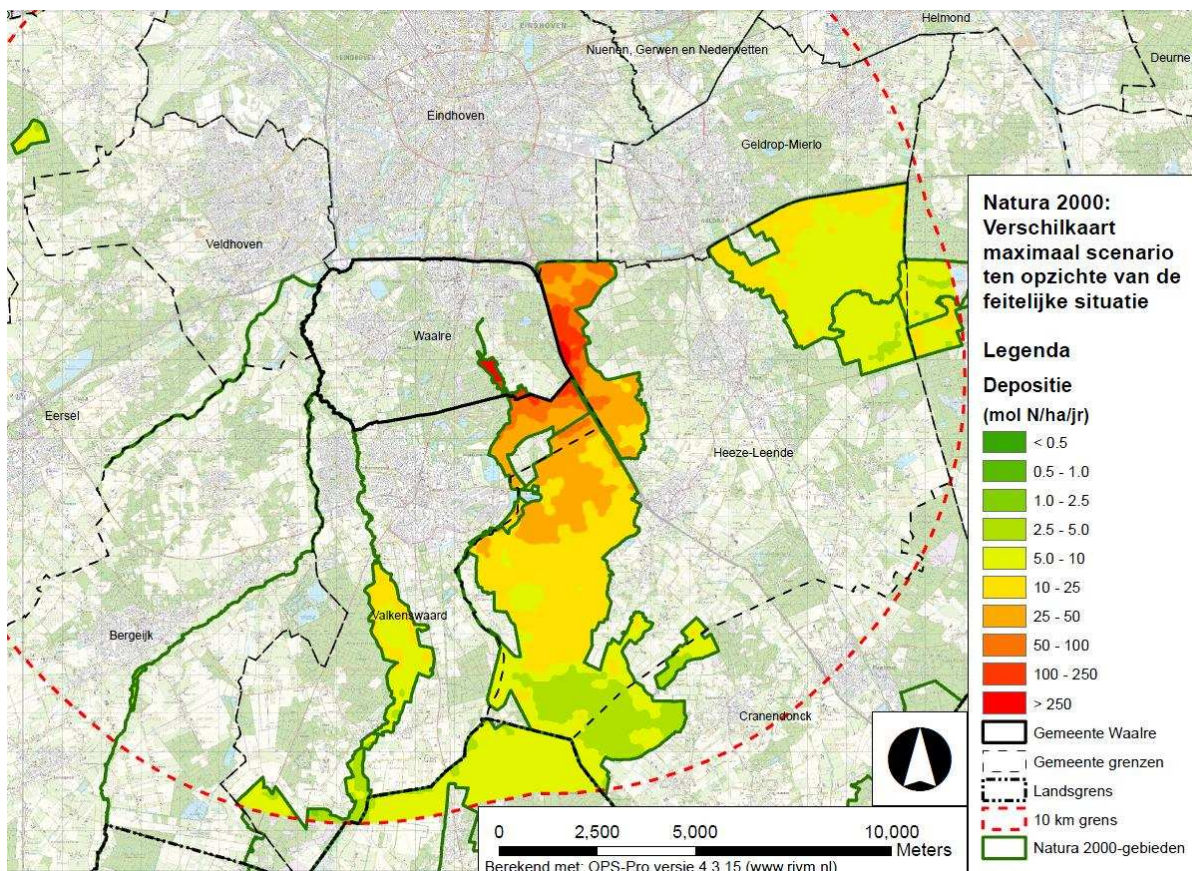 Helmond
Nuenen, Gerwen en Nederwetten
Deurne
EINDHOVEN
Eindhoven
Geldrop-Mierlo
Veldhoven
Waalre
Eersel
Heeze-Leende
Valkenswaard
Bergeijk
Cranendonck
Natura 2000:
Verschilkaart
maximaal scenario
ten opzichte van de
feitelijke situatie
Legenda
Depositie
(mol N/ha/jr)
< 0.5
0.5 - 1.0
1.0 - 2.5
2.5 - 5.0
5.0 - 10
10 - 25
25 - 50
50 - 100
100 - 250
> 250
Gemeente Waalre
Gemeente grenzen
Landsgrens
10 km grens
Natura 2000-gebieden
0 2,500 5,000 10,000
Meters
Berekend met: OPS-Pro versie 4.3.15 (www.rivm.nl)